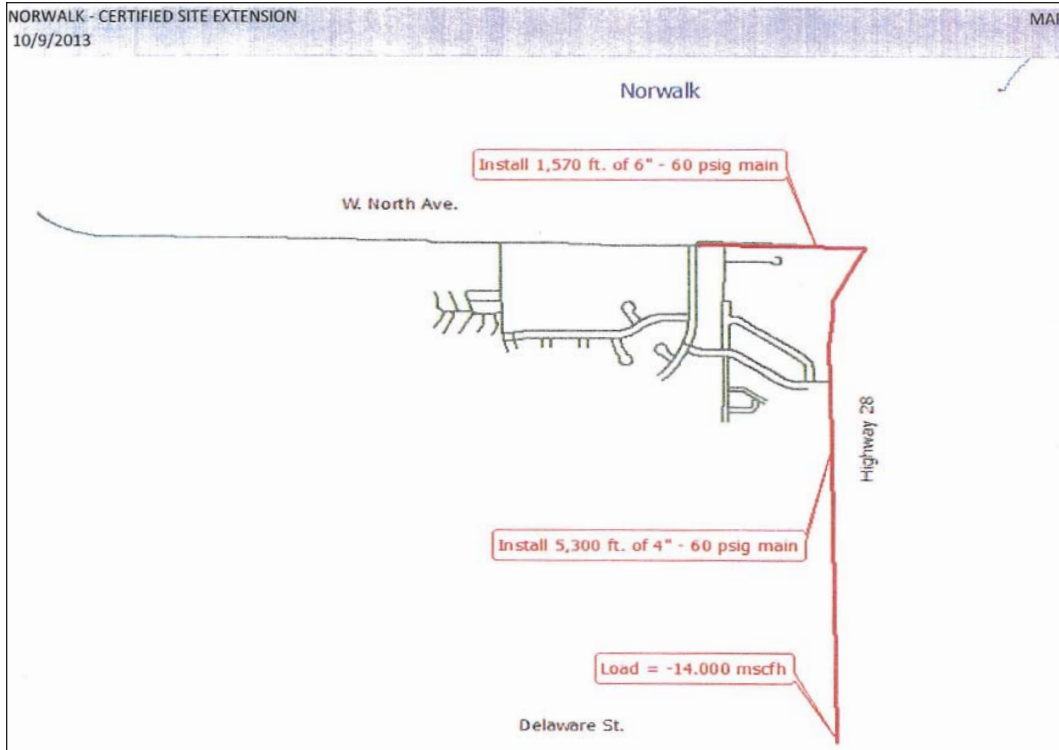 NORWALK - CERTIFIED SITE EXTENSION
10/9/2013
Norwalk
Install 1,570 ft. of 6" - 60 psig main
W. North Ave.
Highway 28
Install 5,300 ft. of 4" - 60 psig main
Load = -14.000 mscfh
Delaware St.